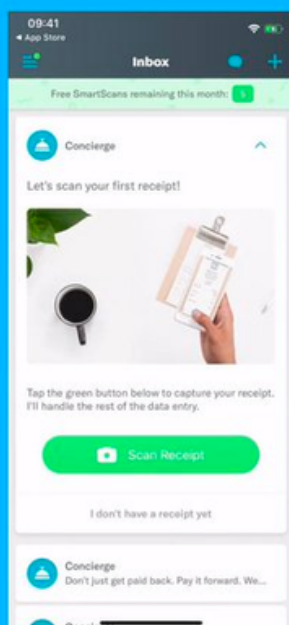 09:41
◀ App Store
Inbox
Free SmartScans remaining this month: 5
Concierge
Let's scan your first receipt!
Tap the green button below to capture your receipt.
I'll handle the rest of the data entry.
Scan Receipt
I don't have a receipt yet
Concierge
Don't just get paid back. Pay it forward. We...